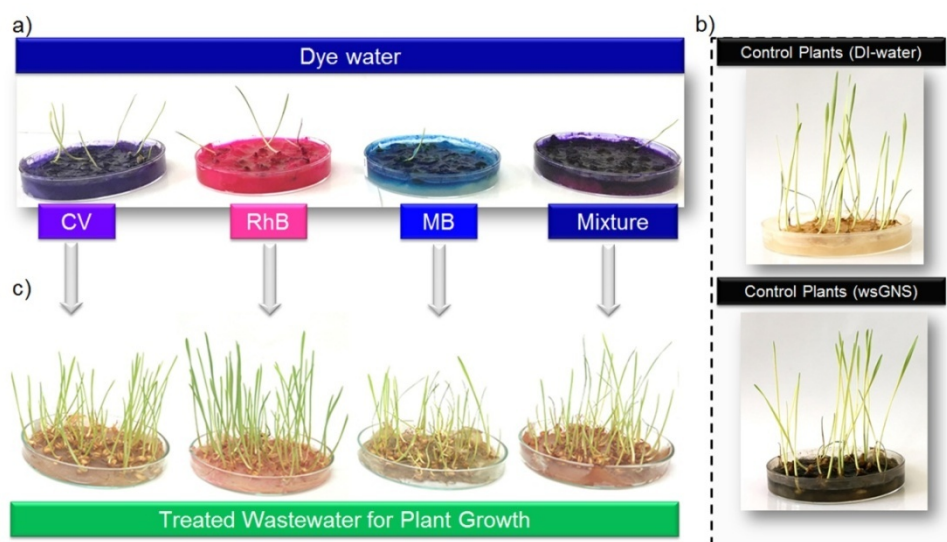 a)
Dye water
CV
RhB
MB
Mixture
b)
Control Plants (DI-water)
Control Plants (wsGNS)
c)
Treated Wastewater for Plant Growth